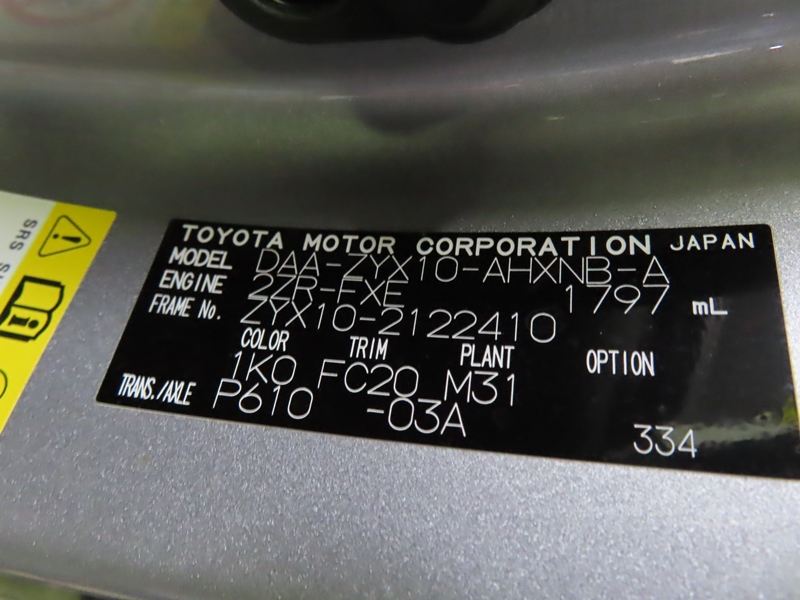 TOYOTA MOTOR CORPORATION JAPAN
MODEL DAA-ZYX10-AHXNB-A
ENGINE 2ZR-FXE 1797 mL
FRAME No. ZYX10-2122410
COLOR TRIM PLANT OPTION
1K0 FC20 M31
TRANS./AXLE P610 -03A
334
SRS